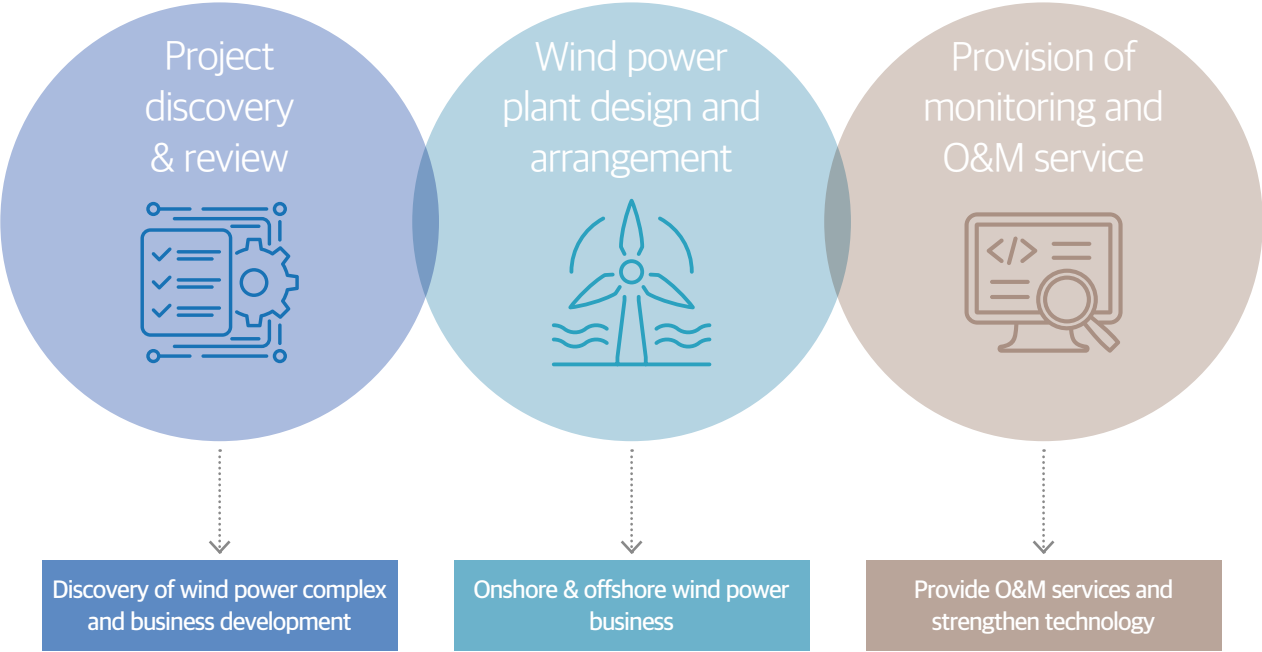 Project
discovery
& review
Wind power
plant design and
arrangement
Provision of
monitoring and
O&M service
</>
Discovery of wind power complex
and business development
Onshore & offshore wind power
business
Provide O&M services and
strengthen technology